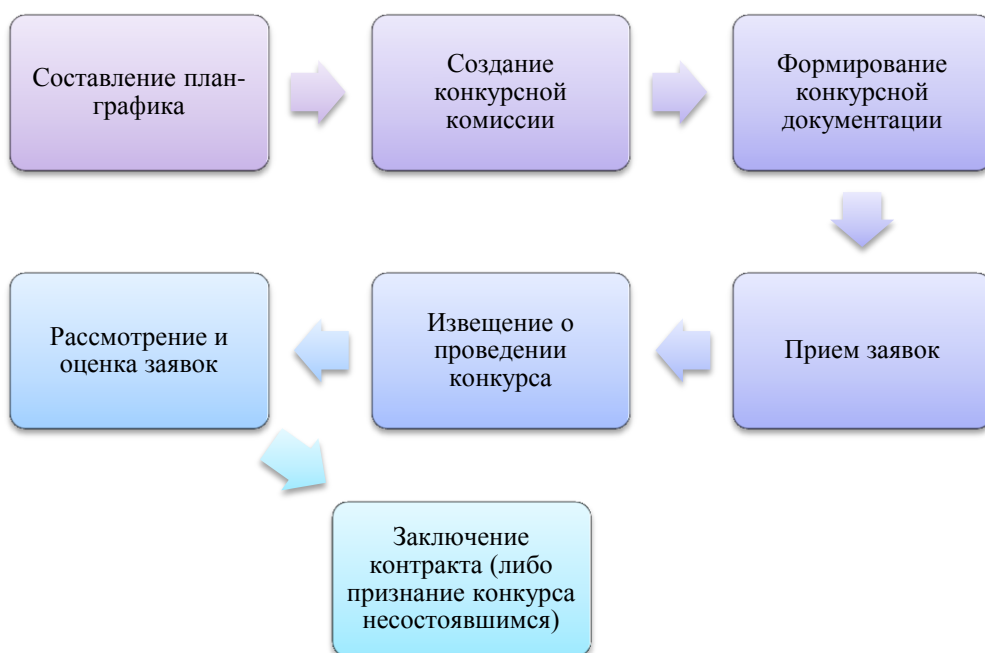 Составление план-
графика
Создание
конкурсной
комиссии
Формирование
конкурсной
документации
Прием заявок
Извещение о
проведении
конкурса
Рассмотрение и
оценка заявок
Заключение
контракта (либо
признание конкурса
несостоявшимся)